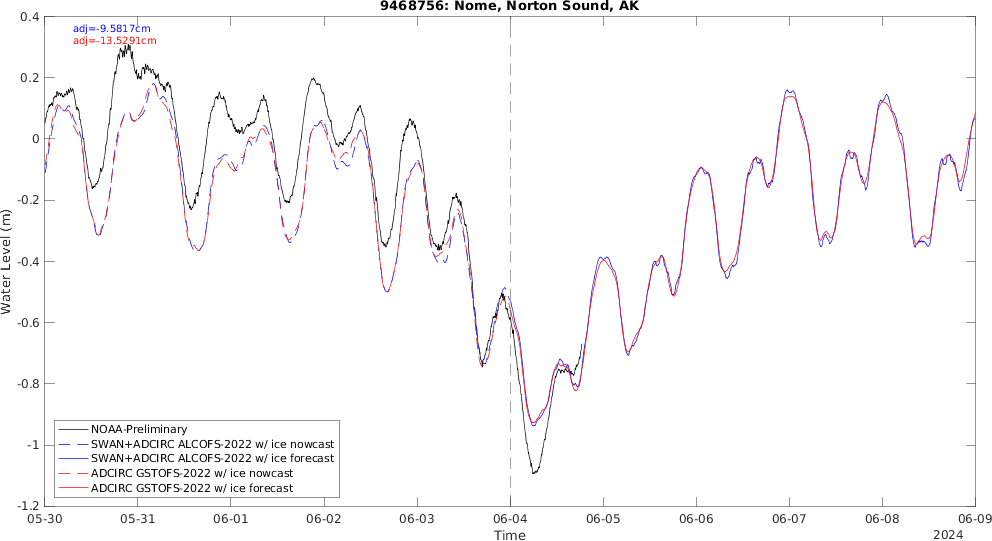 9468756: Nome, Norton Sound, AK
adj=-9.5817cm
adj=-13.5291cm
0.4
0.2
0
-0.2
-0.4
-0.6
-0.8
-1
-1.2
Water Level (m)
NOAA-Preliminary
SWAN+ADCIRC ALCOFS-2022 w/ ice nowcast
SWAN+ADCIRC ALCOFS-2022 w/ ice forecast
ADCIRC GSTOFS-2022 w/ ice nowcast
ADCIRC GSTOFS-2022 w/ ice forecast
05-30 05-31 06-01 06-02 06-03 06-04 06-05 06-06 06-07 06-08 06-09
Time
2024